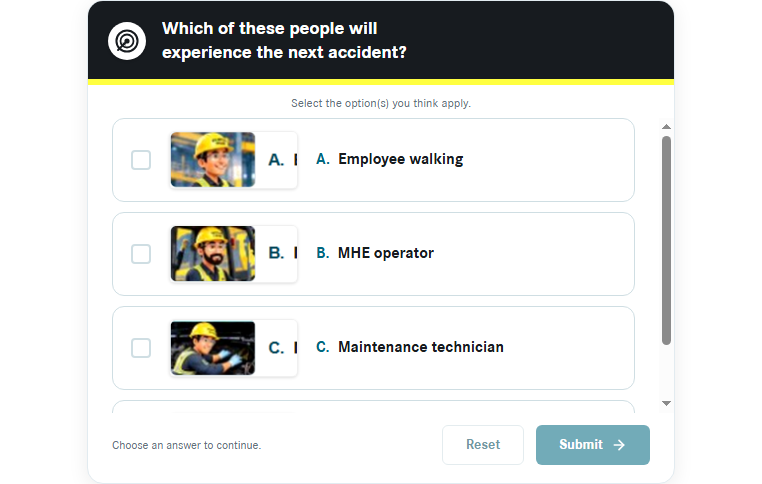 Which of these people will
experience the next accident?
Select the option(s) you think apply.
A.
A. Employee walking
B.
B. MHE operator
C.
C. Maintenance technician
Choose an answer to continue.
Reset
Submit